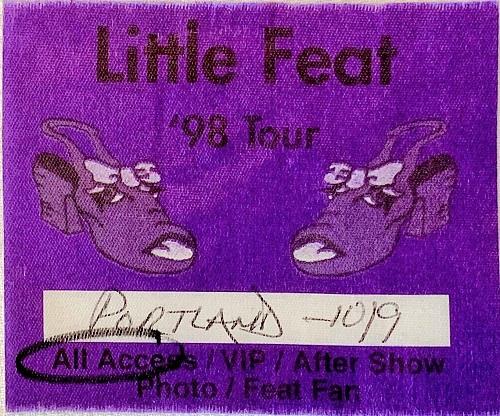 Little Feat
'98 Tour
PORTLAND - 10/9
All Access / VIP / After Show
Photo / Feat Fan